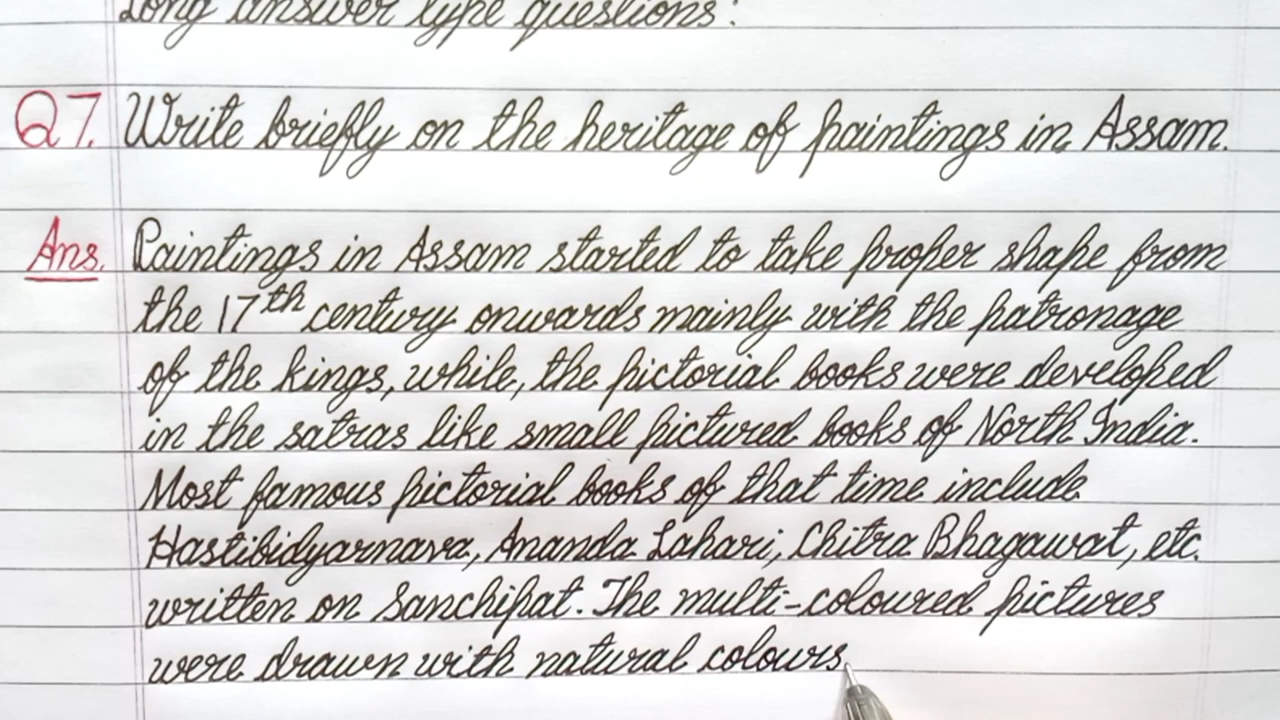 Long answer type questions:
Q7. Write briefly on the heritage of paintings in Assam.
Ans. Paintings in Assam started to take proper shape from
the 17th century onwards mainly with the patronage
of the kings, while, the pictorial books were developed
in the satras like small pictured books of North India.
Most famous pictorial books of that time include
Hastibidyarnava, Ananda Lahari, Chitra Bhagawat, etc.
written on Sanchipat. The multi-coloured pictures
were drawn with natural colours.